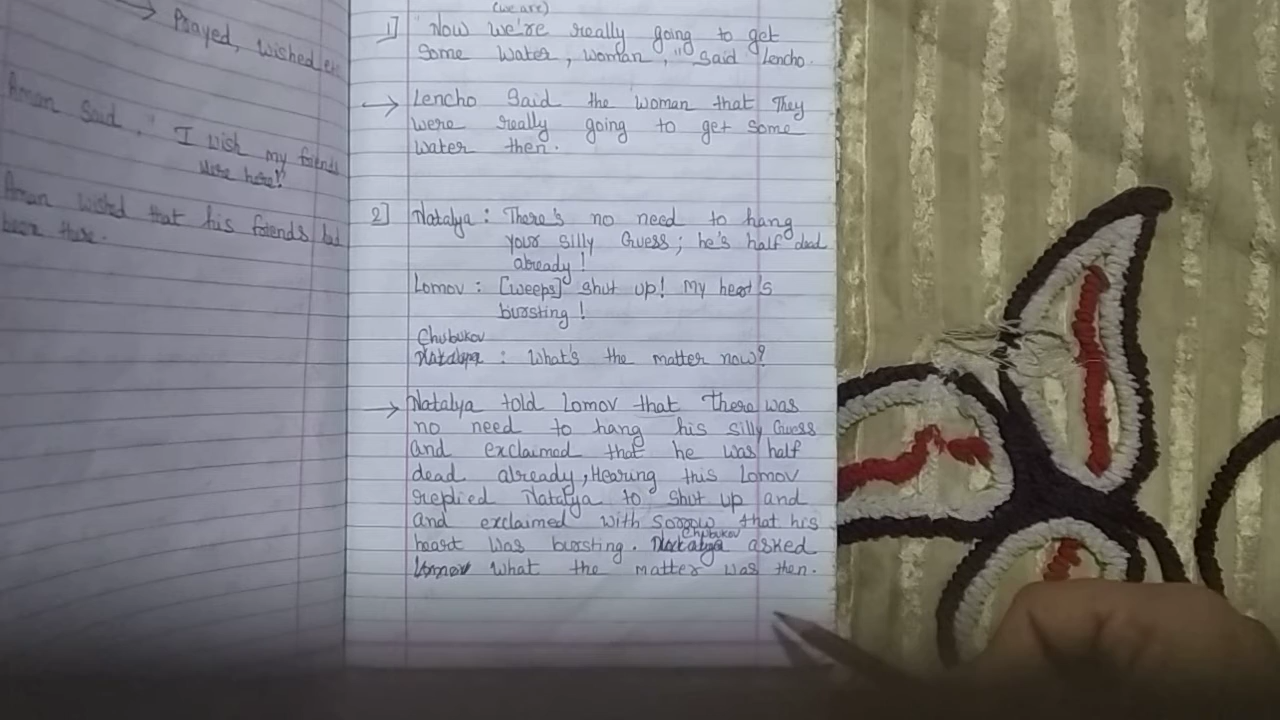 Prayed, wished etc
Aman said, " I wish my friends
were here!"
Aman wished that his friends had
been there.
(we are)
1] "Now we're really going to get
some water, woman," said Lencho.
→ Lencho said the woman that They
were really going to get some
water then.
2] Natalya : There's no need to hang
your silly Guess; he's half dead
already!
Lomov : [weeps] shut up! My heart's
bursting!
Chubukov
Natalya : What's the matter now?
→ Natalya told Lomov that there was
no need to hang his silly Guess
and exclaimed that he was half
dead already, Hearing this Lomov
replied Natalya to shut up and
and exclaimed with sorrow that his
Chubukov
heart was bursting. Natalya asked
Lomov what the matter was then.